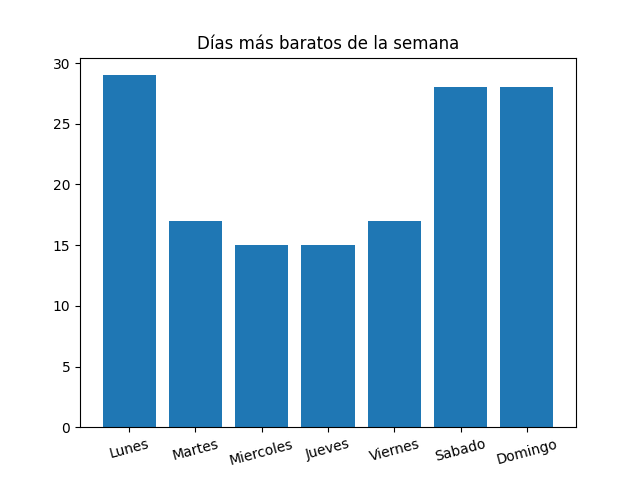 Días más baratos de la semana
30
25
20
15
10
5
0
Lunes
Martes
Miercoles
Jueves
Viernes
Sabado
Domingo